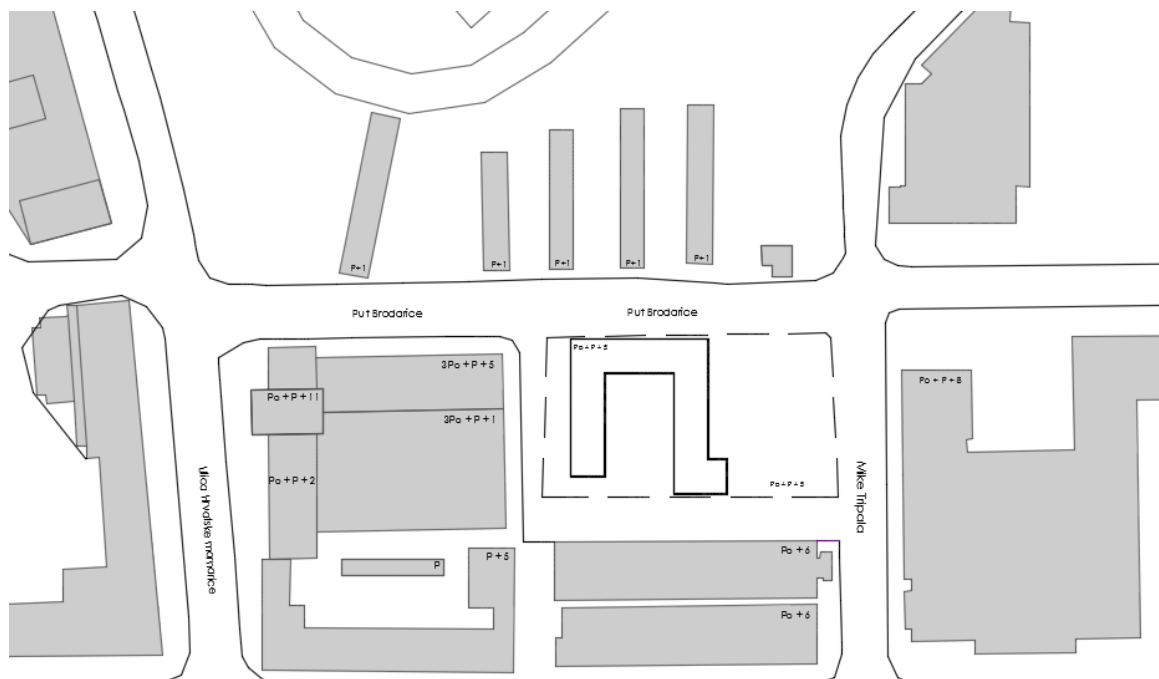 P+1
P+1
P+1
P+1
P+1
Put Brodarice
Put Brodarice
3Po+P+5
Po+P+5
Po+P+11
3Po+P+1
Po+P+8
Po+P+2
Po+P+5
Ulica Hrvatske mornarice
Mike Tripala
P+5
P
Po+6
Po+6